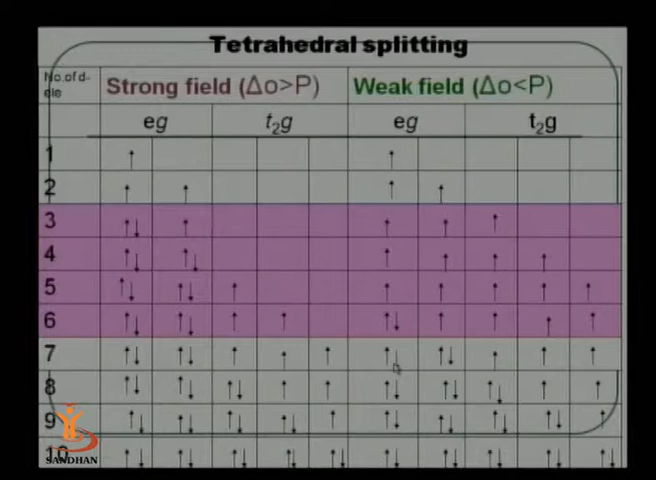 Tetrahedral splitting
No.of d-
ele
Strong field (Δo>P)
Weak field (Δo<P)
eg
t₂g
eg
t₂g
1 ↑ ↑
2 ↑ ↑ ↑ ↑
3 ↑↓ ↑ ↑ ↑ ↑
4 ↑↓ ↑↓ ↑ ↑ ↑ ↑
5 ↑↓ ↑↓ ↑ ↑ ↑ ↑ ↑ ↑
6 ↑↓ ↑↓ ↑ ↑ ↑↓ ↑ ↑ ↑ ↑
7 ↑↓ ↑↓ ↑ ↑ ↑ ↑↓ ↑↓ ↑ ↑ ↑
8 ↑↓ ↑↓ ↑↓ ↑ ↑ ↑↓ ↑↓ ↑↓ ↑ ↑
9 ↑↓ ↑↓ ↑↓ ↑↓ ↑ ↑↓ ↑↓ ↑↓ ↑↓ ↑
10 ↑↓ ↑↓ ↑↓ ↑↓ ↑↓ ↑↓ ↑↓ ↑↓ ↑↓ ↑↓
SANDHAN